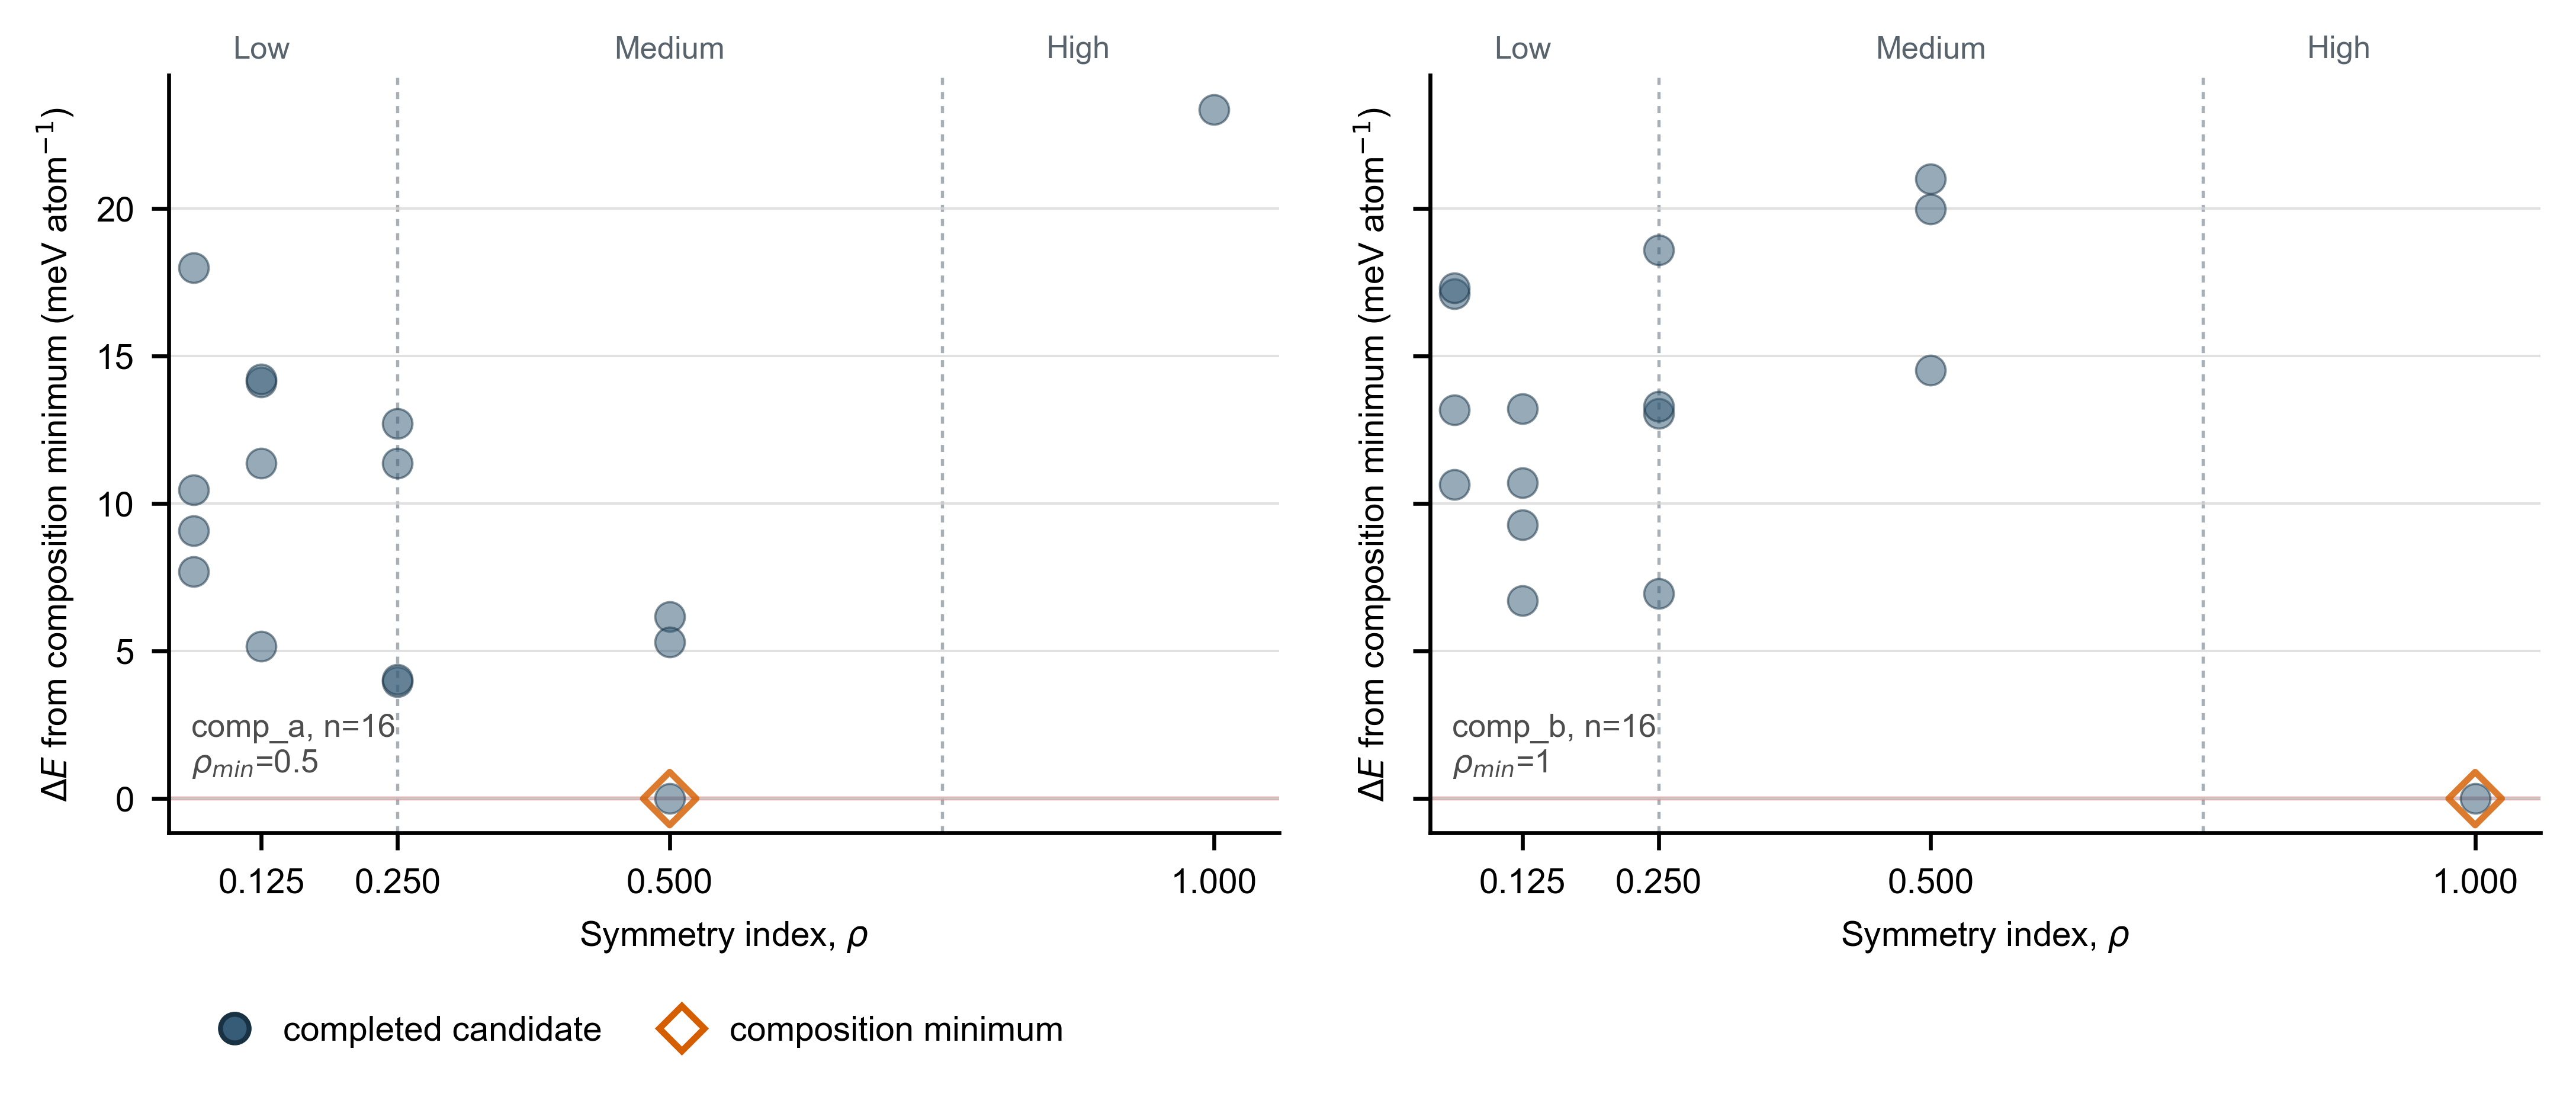 Low Medium High
ΔE from composition minimum (meV atom⁻¹)
20
15
10
5
0
comp_a, n=16
ρmin=0.5
0.125 0.250 0.500 1.000
Symmetry index, ρ
Low Medium High
ΔE from composition minimum (meV atom⁻¹)
comp_b, n=16
ρmin=1
0.125 0.250 0.500 1.000
Symmetry index, ρ
completed candidate composition minimum